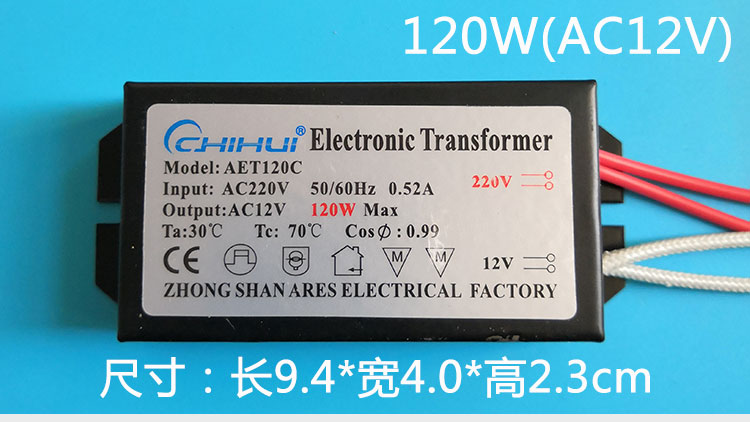 120W(AC12V)
CHIHUI® Electronic Transformer
Model: AET120C
Input: AC220V 50/60Hz 0.52A
220V
Output:AC12V 120W Max
Ta:30℃ Tc: 70℃ Cos∅: 0.99
CE M M 12V
ZHONG SHAN ARES ELECTRICAL FACTORY
尺寸：长9.4*宽4.0*高2.3cm